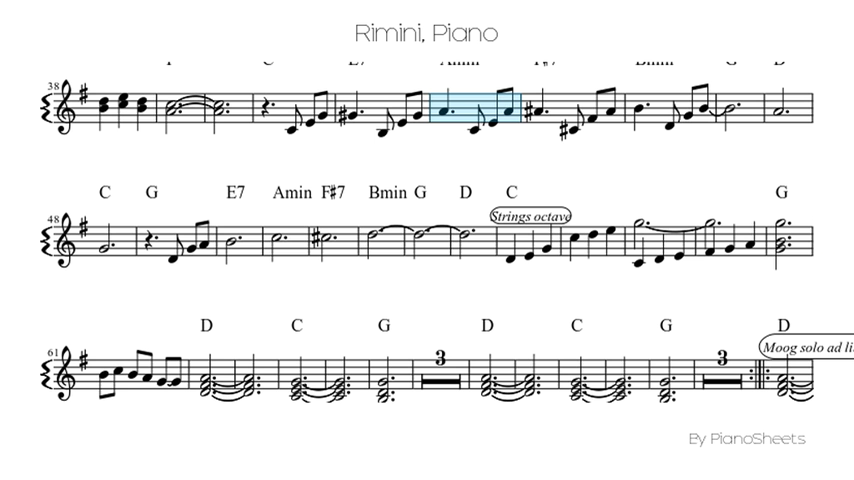 Rimini, Piano
F C E7 Amin F#7 Bmin G D
38
C G E7 Amin F#7 Bmin G D C G
Strings octave
48
D C G D C G D
61 3 3 Moog solo ad li
By PianoSheets